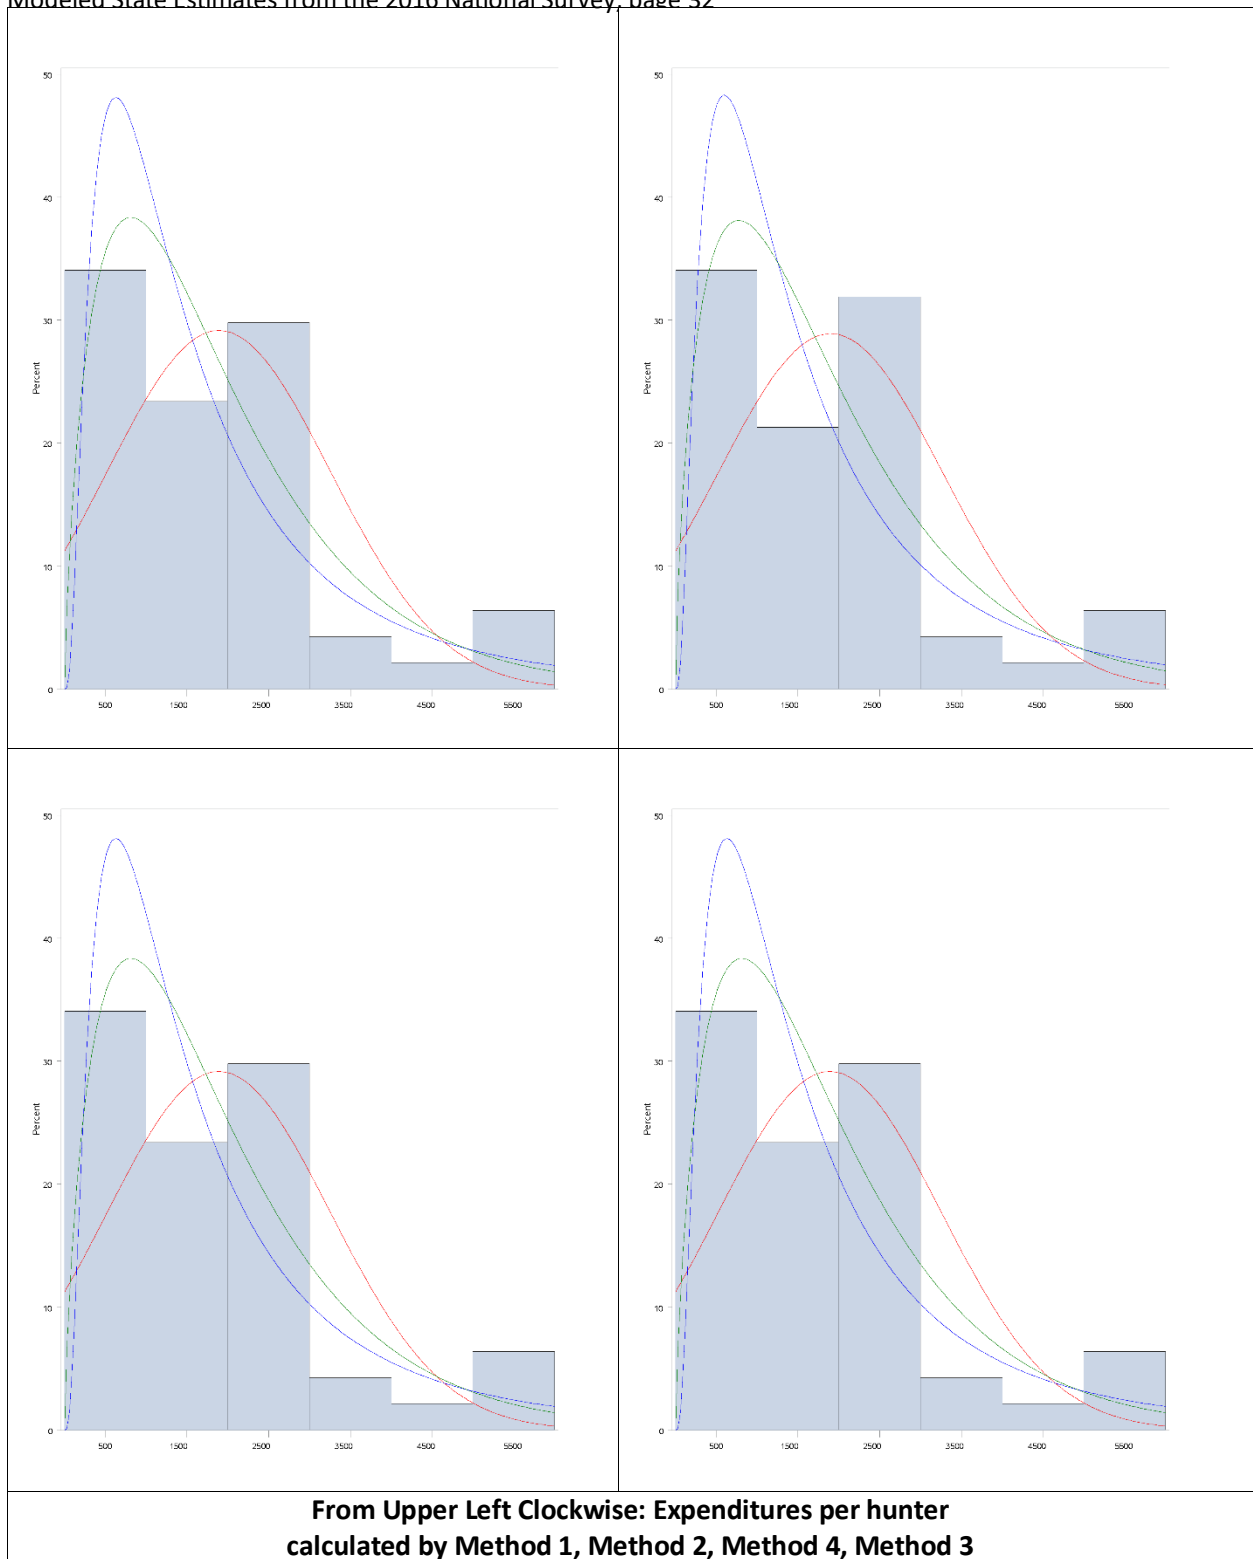 Modeled State Estimates from the 2016 National Survey, page 32
50
40
30
20
10
0
Percent
500 1500 2500 3500 4500 5500
50
40
30
20
10
0
Percent
500 1500 2500 3500 4500 5500
50
40
30
20
10
0
Percent
500 1500 2500 3500 4500 5500
50
40
30
20
10
0
Percent
500 1500 2500 3500 4500 5500
From Upper Left Clockwise: Expenditures per hunter
calculated by Method 1, Method 2, Method 4, Method 3